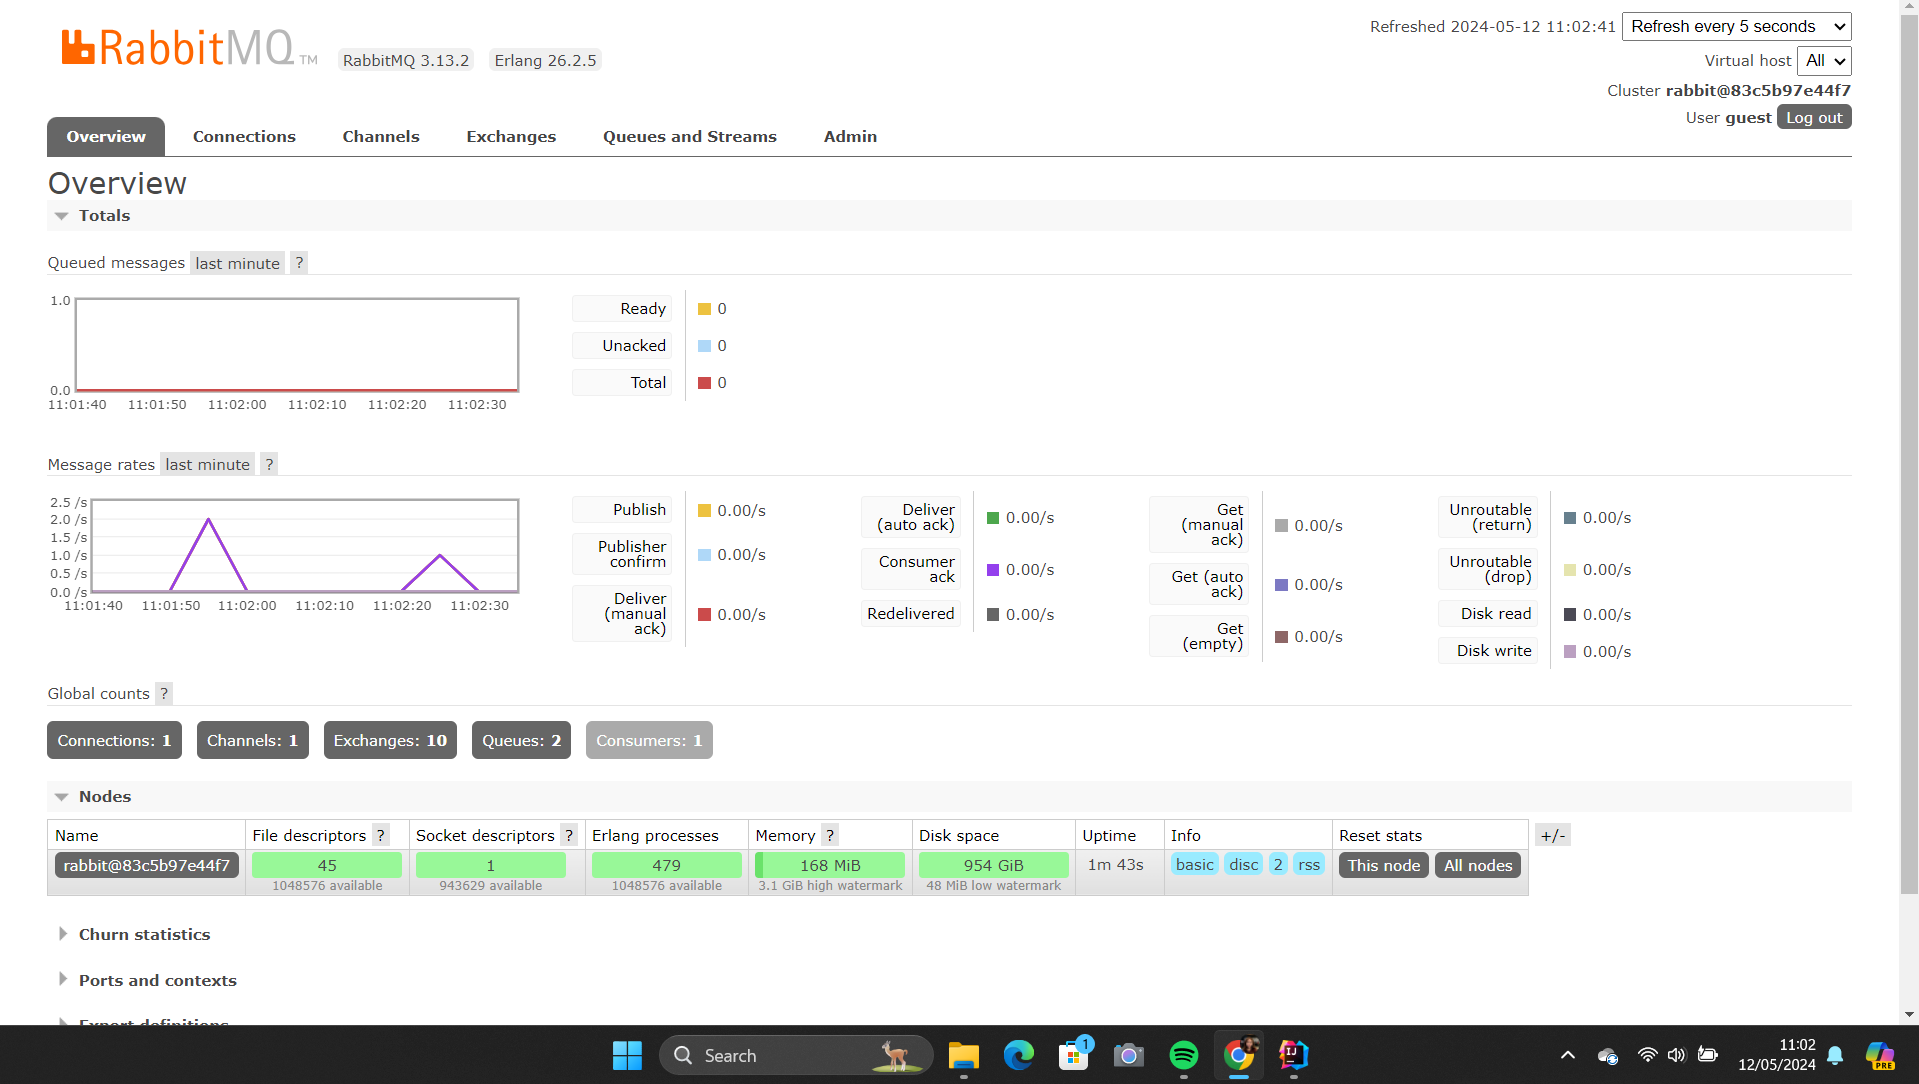 RabbitMQ TM RabbitMQ 3.13.2 Erlang 26.2.5
Refreshed 2024-05-12 11:02:41 Refresh every 5 seconds
Virtual host All
Cluster rabbit@83c5b97e44f7
User guest Log out
Overview Connections Channels Exchanges Queues and Streams Admin
Overview
Totals
Queued messages last minute ?
1.0
0.0
11:01:40 11:01:50 11:02:00 11:02:10 11:02:20 11:02:30
Ready 0
Unacked 0
Total 0
Message rates last minute ?
2.5 /s
2.0 /s
1.5 /s
1.0 /s
0.5 /s
0.0 /s
11:01:40 11:01:50 11:02:00 11:02:10 11:02:20 11:02:30
Publish 0.00/s
Publisher
confirm 0.00/s
Deliver
(manual
ack) 0.00/s
Deliver
(auto ack) 0.00/s
Consumer
ack 0.00/s
Redelivered 0.00/s
Get
(manual
ack) 0.00/s
Get (auto
ack) 0.00/s
Get
(empty) 0.00/s
Unroutable
(return) 0.00/s
Unroutable
(drop) 0.00/s
Disk read 0.00/s
Disk write 0.00/s
Global counts ?
Connections: 1 Channels: 1 Exchanges: 10 Queues: 2 Consumers: 1
Nodes
Name File descriptors ? Socket descriptors ? Erlang processes Memory ? Disk space Uptime Info Reset stats +/-
rabbit@83c5b97e44f7 45 1 479 168 MiB 954 GiB 1m 43s basic disc 2 rss This node All nodes
1048576 available 943629 available 1048576 available 3.1 GiB high watermark 48 MiB low watermark
Churn statistics
Ports and contexts
Export definitions
Search 1 IJ 11:02
12/05/2024 PRE